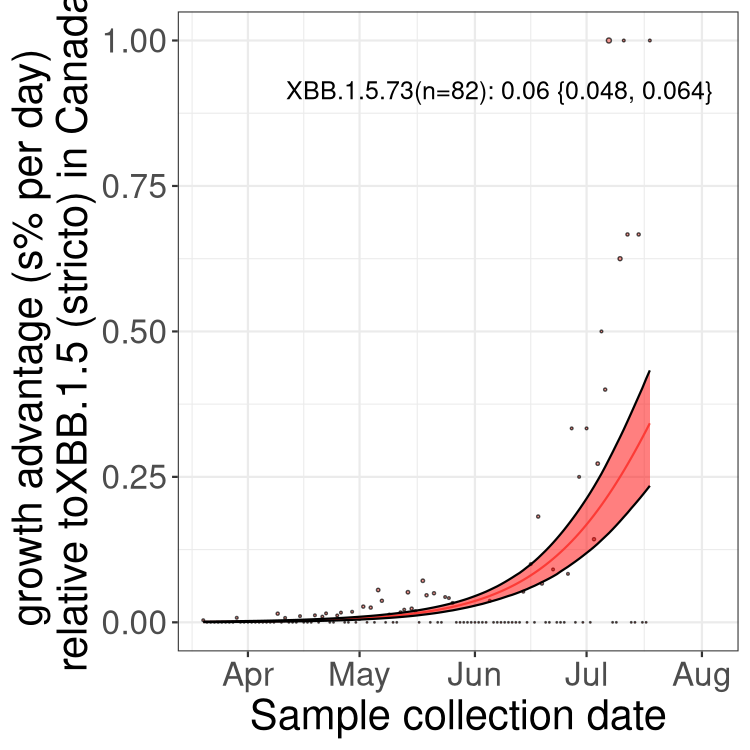 growth advantage (s% per day)
relative toXBB.1.5 (stricto) in Canada
1.00
0.75
0.50
0.25
0.00
XBB.1.5.73(n=82): 0.06 {0.048, 0.064}
Apr May Jun Jul Aug
Sample collection date